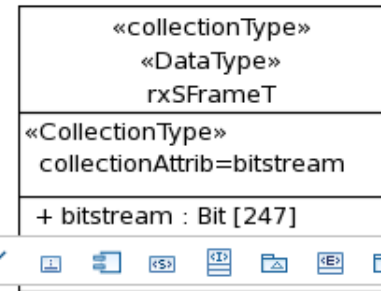 «collectionType»
«DataType»
rxSFrameT
«CollectionType»
collectionAttrib=bitstream
+ bitstream : Bit [247]
«S» «I» «E»